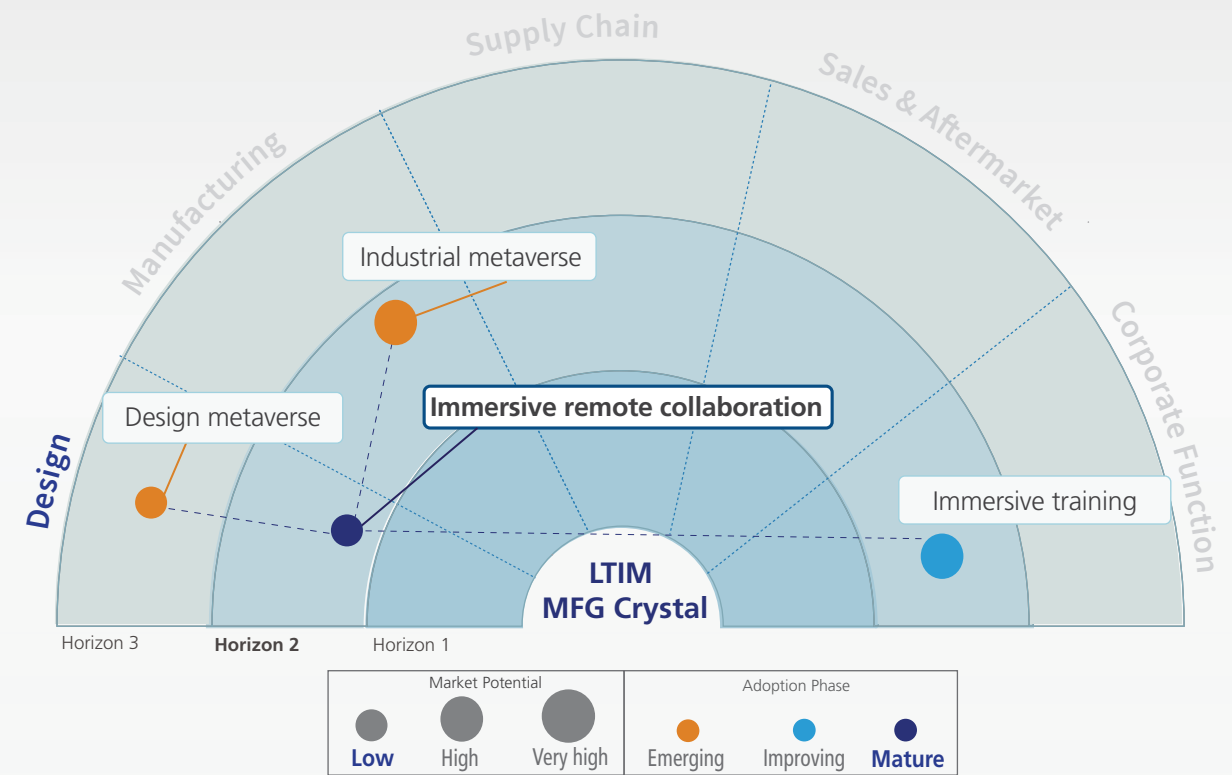 Supply Chain
Sales & Aftermarket
Manufacturing
Corporate Function
Design
Industrial metaverse
Design metaverse
Immersive remote collaboration
Immersive training
LTIM
MFG Crystal
Horizon 3
Horizon 2
Horizon 1
Market Potential
Low
High
Very high
Adoption Phase
Emerging
Improving
Mature